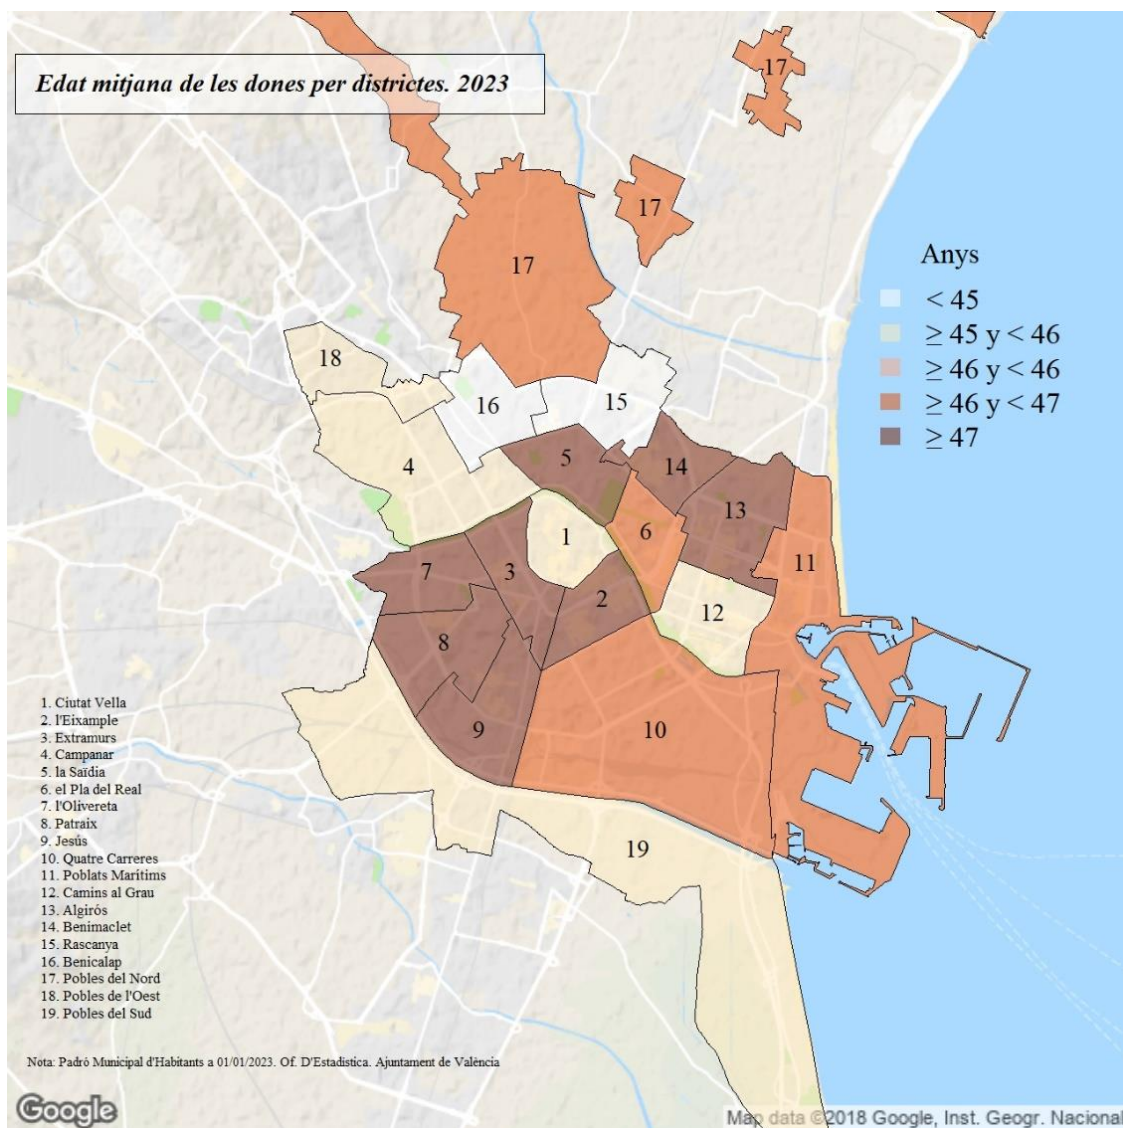 Edat mitjana de les dones per districtes. 2023
17
17
17
Anys
< 45
≥ 45 y < 46
≥ 46 y < 46
≥ 46 y < 47
≥ 47
18
16
15
4
5
14
13
6
1
11
7
3
2
12
8
9
10
19
1. Ciutat Vella
2. l'Eixample
3. Extramurs
4. Campanar
5. la Saïdia
6. el Pla del Real
7. l'Olivereta
8. Patraix
9. Jesús
10. Quatre Carreres
11. Poblats Marítims
12. Camins al Grau
13. Algirós
14. Benimaclet
15. Rascanya
16. Benicalap
17. Pobles del Nord
18. Pobles de l'Oest
19. Pobles del Sud
Nota: Padró Municipal d'Habitants a 01/01/2023. Of. D'Estadística. Ajuntament de València
Google
Map data ©2018 Google, Inst. Geogr. Nacional